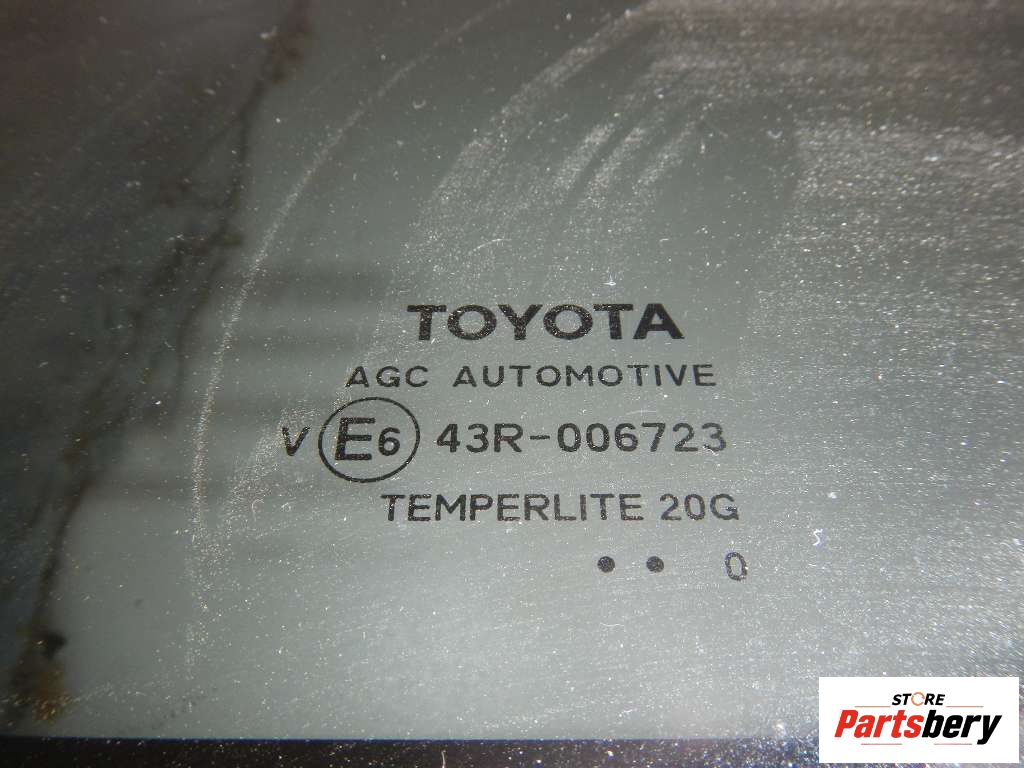 TOYOTA
AGC AUTOMOTIVE
V E6 43R-006723
TEMPERLITE 20G
•• 0
STORE
Partsbery